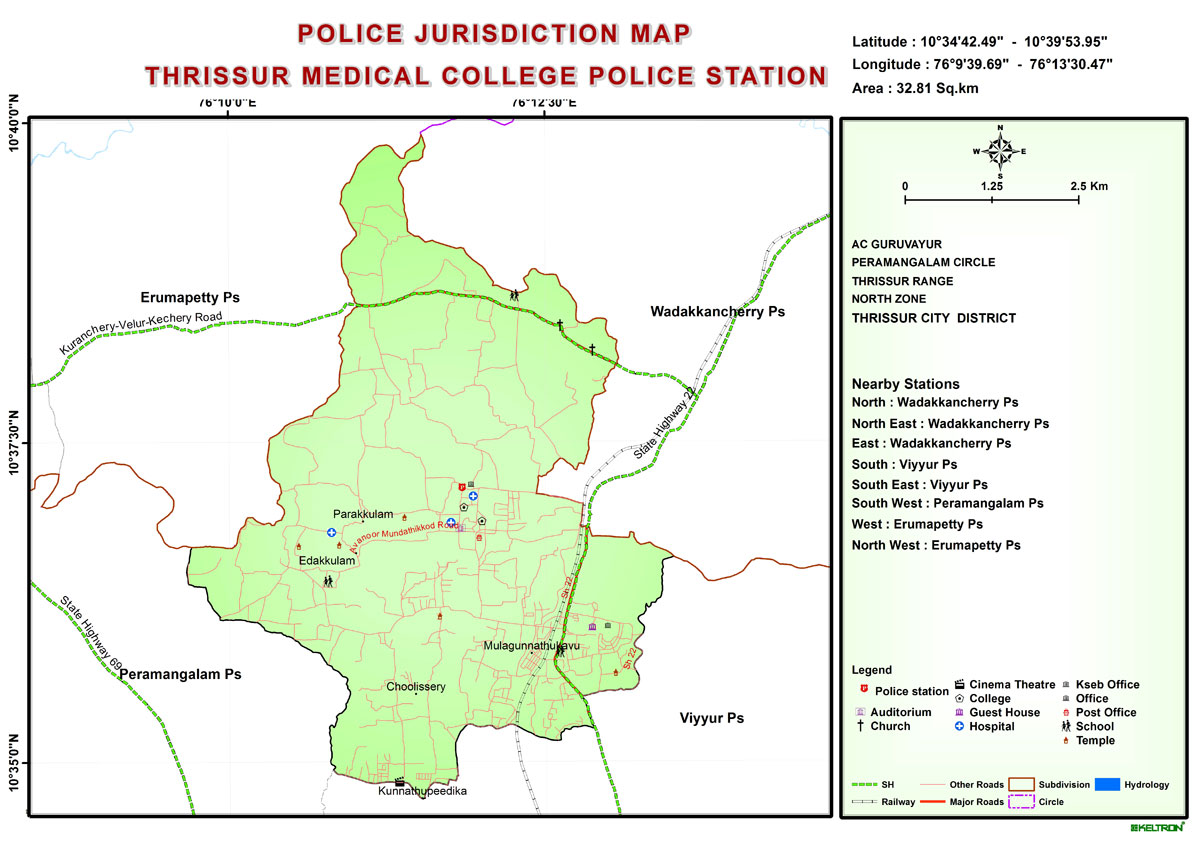 POLICE JURISDICTION MAP
THRISSUR MEDICAL COLLEGE POLICE STATION
Latitude : 10°34'42.49" - 10°39'53.95"
Longitude : 76°9'39.69" - 76°13'30.47"
Area : 32.81 Sq.km
76°10'0"E
76°12'30"E
10°40'0"N
10°37'30"N
10°35'0"N
Erumapetty Ps
Kuranchery-Velur-Kechery Road
Wadakkancherry Ps
State Highway 22
Parakkulam
Avanoor Mundathikkod Road
Edakkulam
Sh 22
State Highway 69
Mulagunnathukavu
Sh 22
Peramangalam Ps
Choolissery
Viyyur Ps
Kunnathupeedika
N
W
E
S
0
1.25
2.5 Km
AC GURUVAYUR
PERAMANGALAM CIRCLE
THRISSUR RANGE
NORTH ZONE
THRISSUR CITY DISTRICT
Nearby Stations
North : Wadakkancherry Ps
North East : Wadakkancherry Ps
East : Wadakkancherry Ps
South : Viyyur Ps
South East : Viyyur Ps
South West : Peramangalam Ps
West : Erumapetty Ps
North West : Erumapetty Ps
Legend
Police station
Auditorium
Church
Cinema Theatre
College
Guest House
Hospital
Kseb Office
Office
Post Office
School
Temple
SH
Other Roads
Subdivision
Hydrology
Railway
Major Roads
Circle
KELTRON